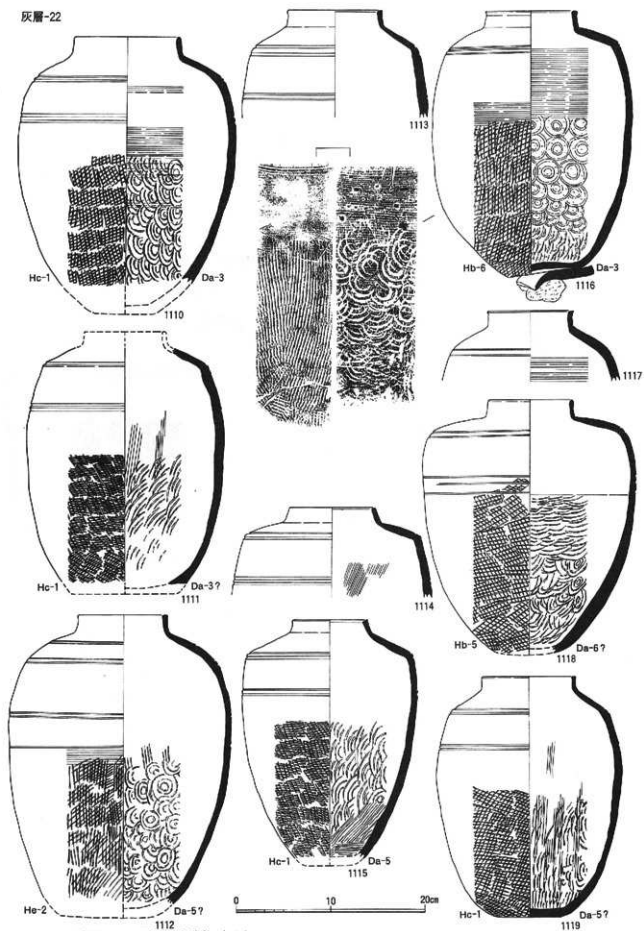 灰層-22
Hc-1
Da-3
1110
1113
Hb-6
Da-3
1116
1117
Hc-1
Da-3?
1111
1114
Hb-5
Da-6?
1118
He-2
Da-5?
1112
Hc-1
Da-5
1115
0 10 20cm
Hc-1
Da-5?
1119